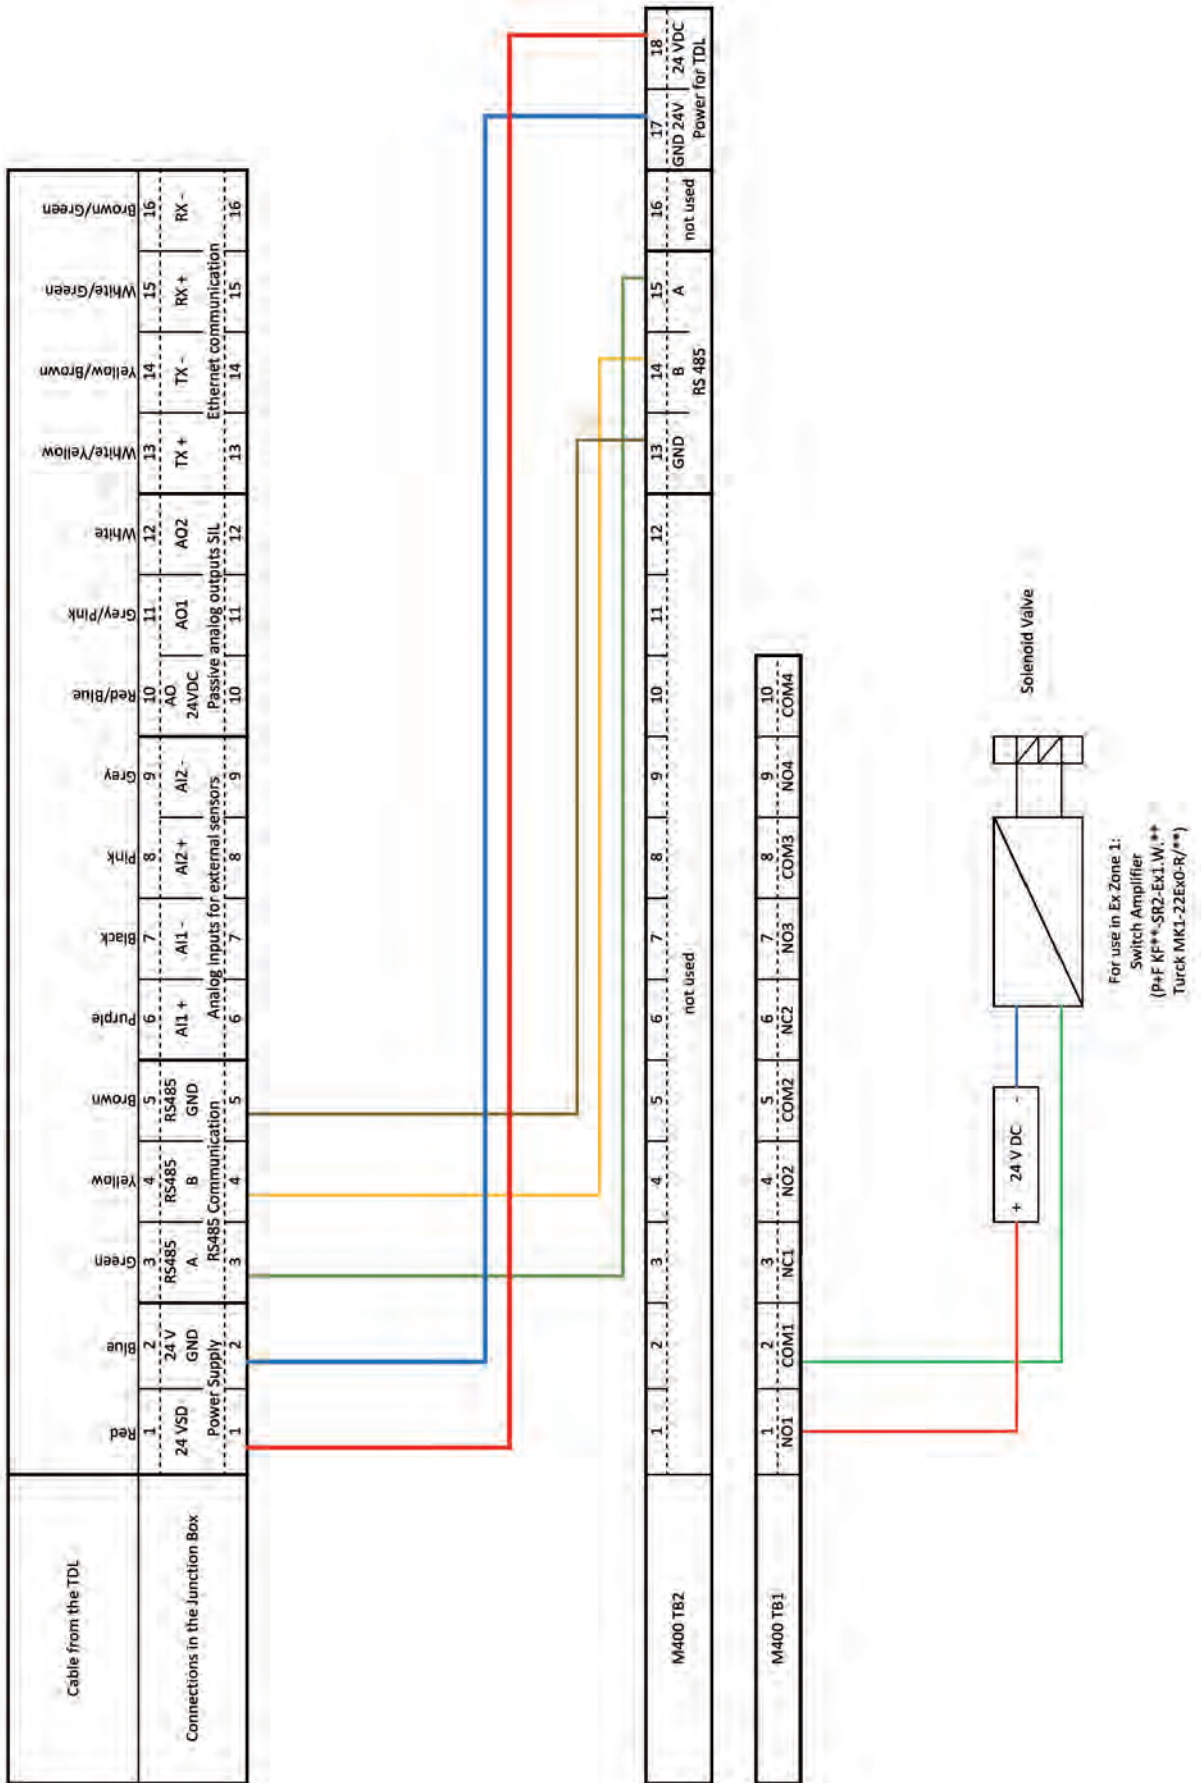 Cable from the TDL
Red
Blue
Green
Yellow
Brown
Purple
Black
Pink
Grey
Red/Blue
Grey/Pink
White
White/Yellow
Yellow/Brown
White/Green
Brown/Green
Connections in the Junction Box
1 2 3 4 5 6 7 8 9 10 11 12 13 14 15 16
24 VSD
24 V
GND
RS485
A
RS485
B
RS485
GND
AI1 +
AI1 -
AI2 +
AI2 -
AO
24VDC
AO1
AO2
TX +
TX -
RX +
RX -
Power Supply
RS485 Communication
Analog Inputs for external sensors
Passive analog outputs SIL
Ethernet communication
1 2 3 4 5 6 7 8 9 10 11 12 13 14 15 16
M400 TB2
1 2 3 4 5 6 7 8 9 10 11 12 13 14 15 16 17 18
not used
GND
B
A
RS 485
not used
GND 24V
24 VDC
Power for TDL
M400 TB1
1 2 3 4 5 6 7 8 9 10
NO1 COM1 NC1 NO2 COM2 NC2 NO3 COM3 NO4 COM4
+ 24 V DC -
Solenoid Valve
For use in Ex Zone 1:
Switch Amplifier
(P+F KF**-SR2-Ex1.W.**
Turck MK1-22Ex0-R/**)